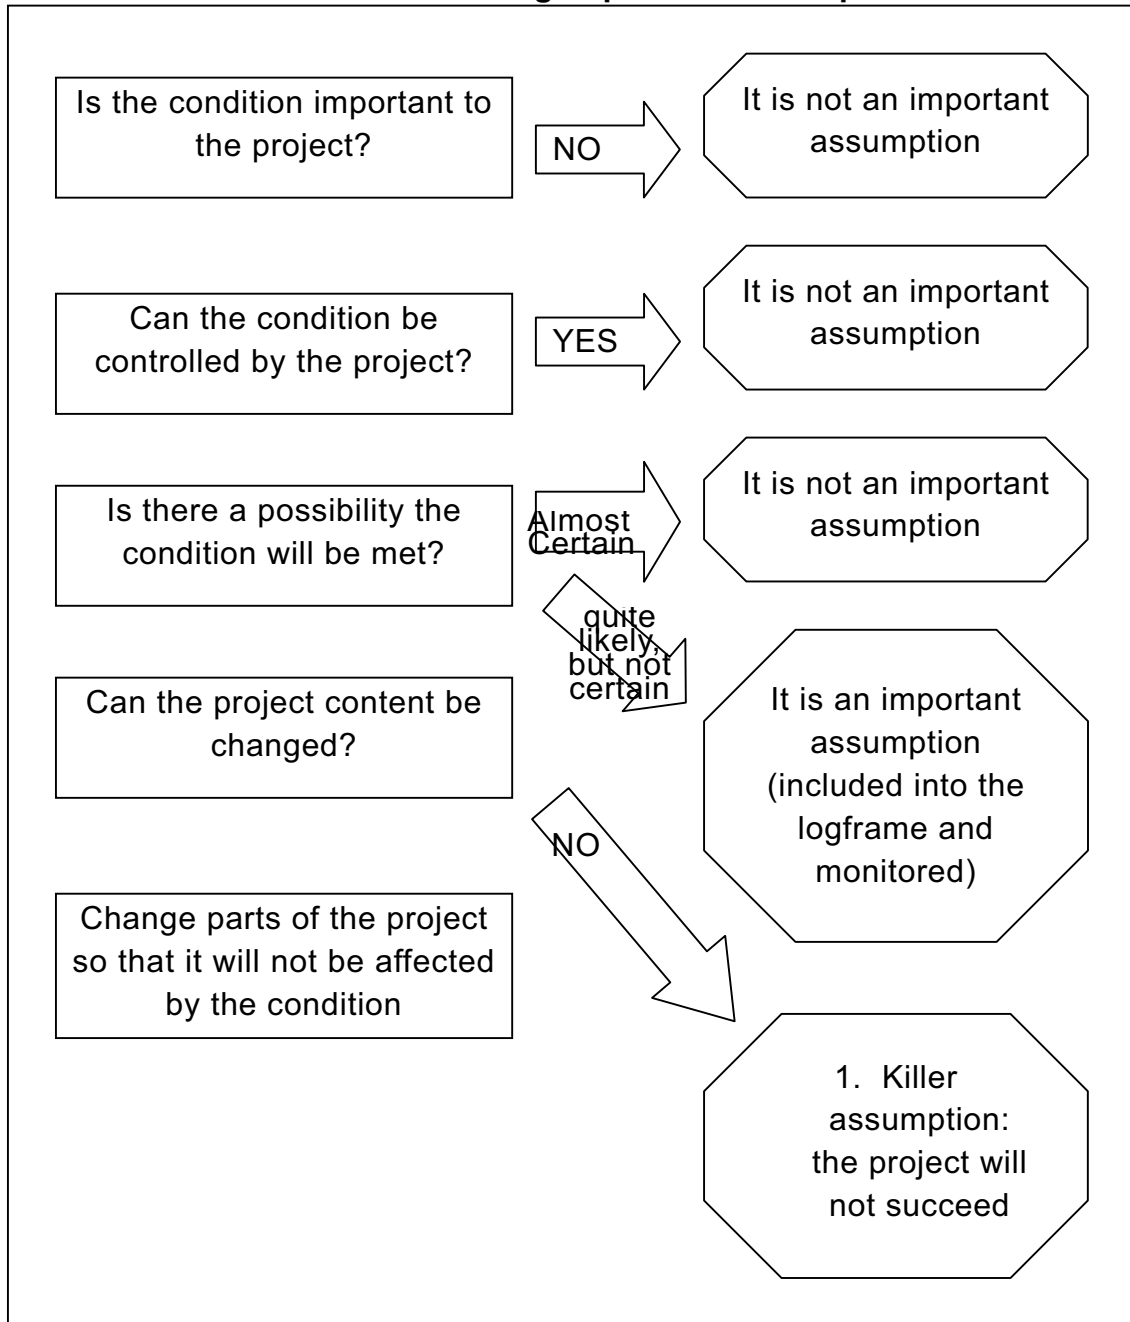 Is the condition important to
the project?
NO
It is not an important
assumption
Can the condition be
controlled by the project?
YES
It is not an important
assumption
Is there a possibility the
condition will be met?
Almost
Certain
It is not an important
assumption
quite
likely,
but not
certain
It is an important
assumption
(included into the
logframe and
monitored)
Can the project content be
changed?
NO
Change parts of the project
so that it will not be affected
by the condition
1. Killer
assumption:
the project will
not succeed